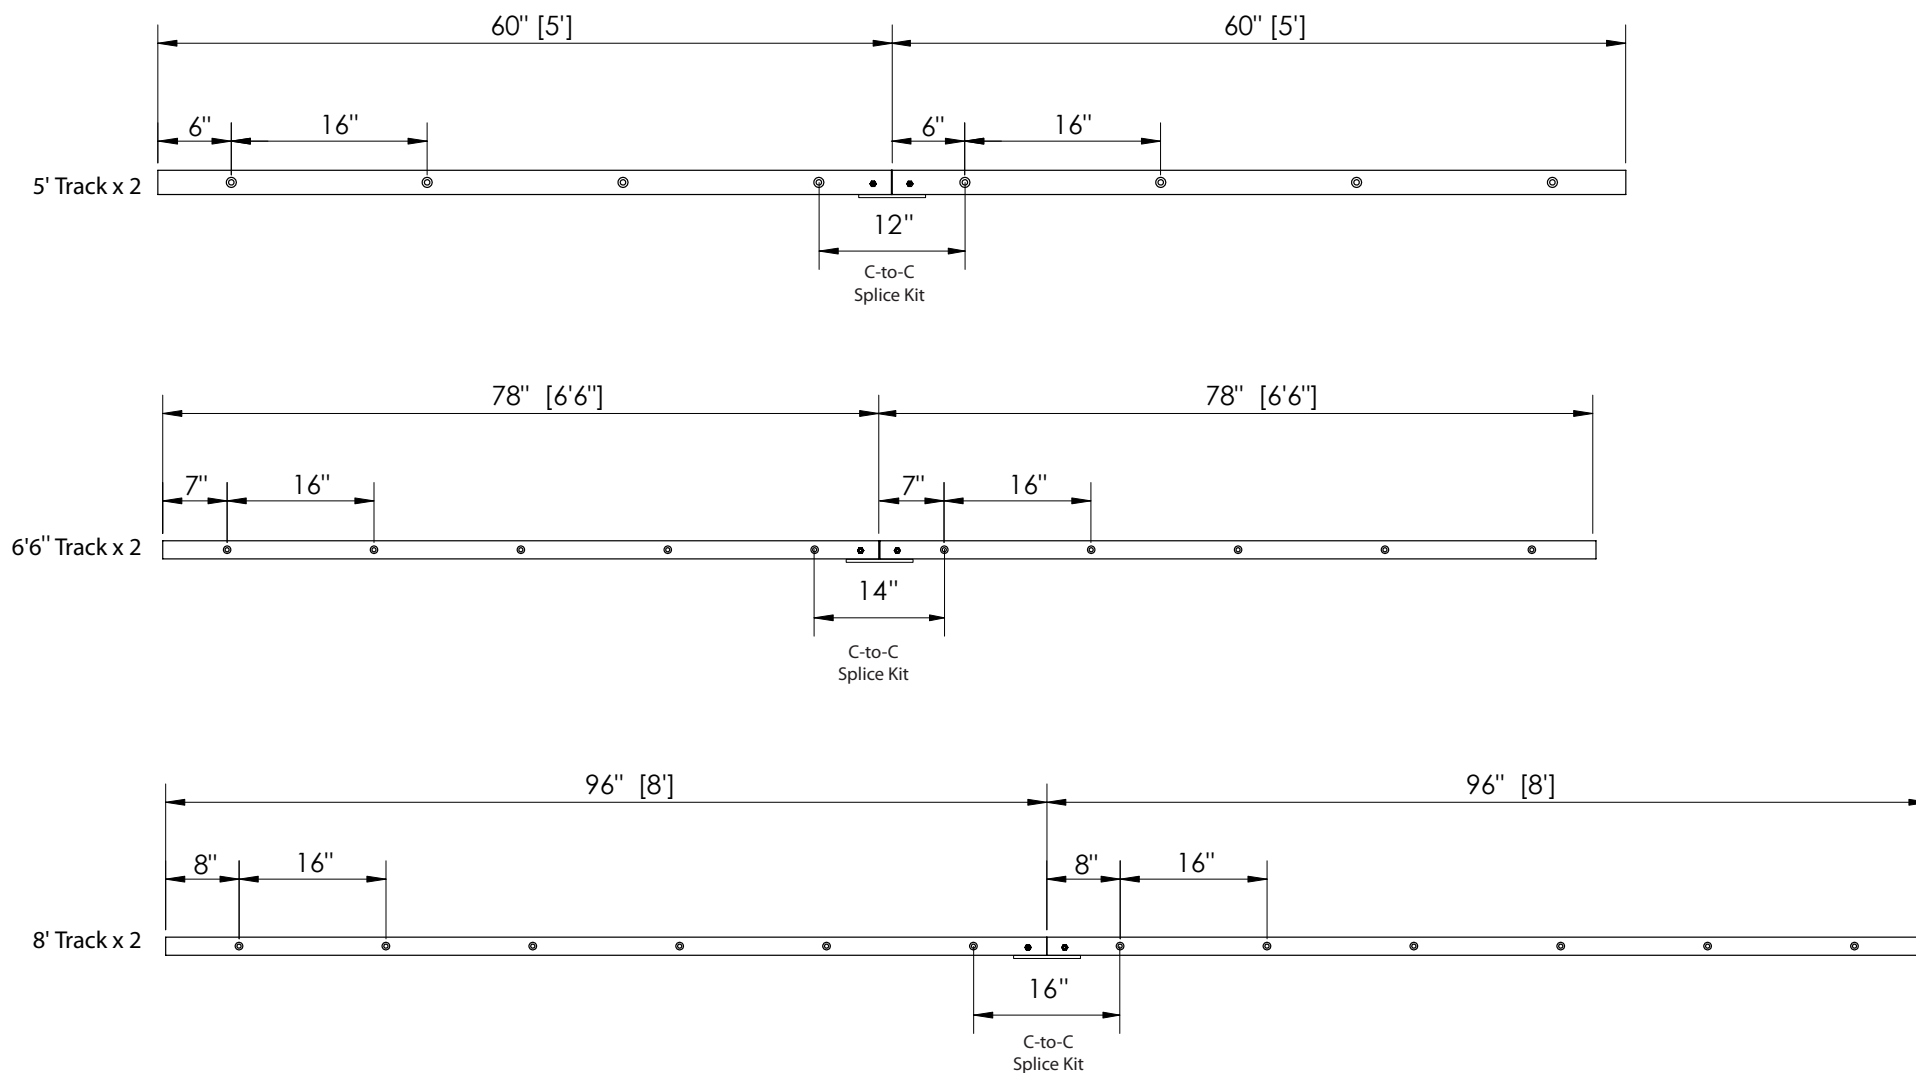 60" [5'] 60" [5']
6" 16" 6" 16"
5' Track x 2
12"
C-to-C
Splice Kit
78" [6'6"] 78" [6'6"]
7" 16" 7" 16"
6'6" Track x 2
14"
C-to-C
Splice Kit
96" [8'] 96" [8']
8" 16" 8" 16"
8' Track x 2
16"
C-to-C
Splice Kit